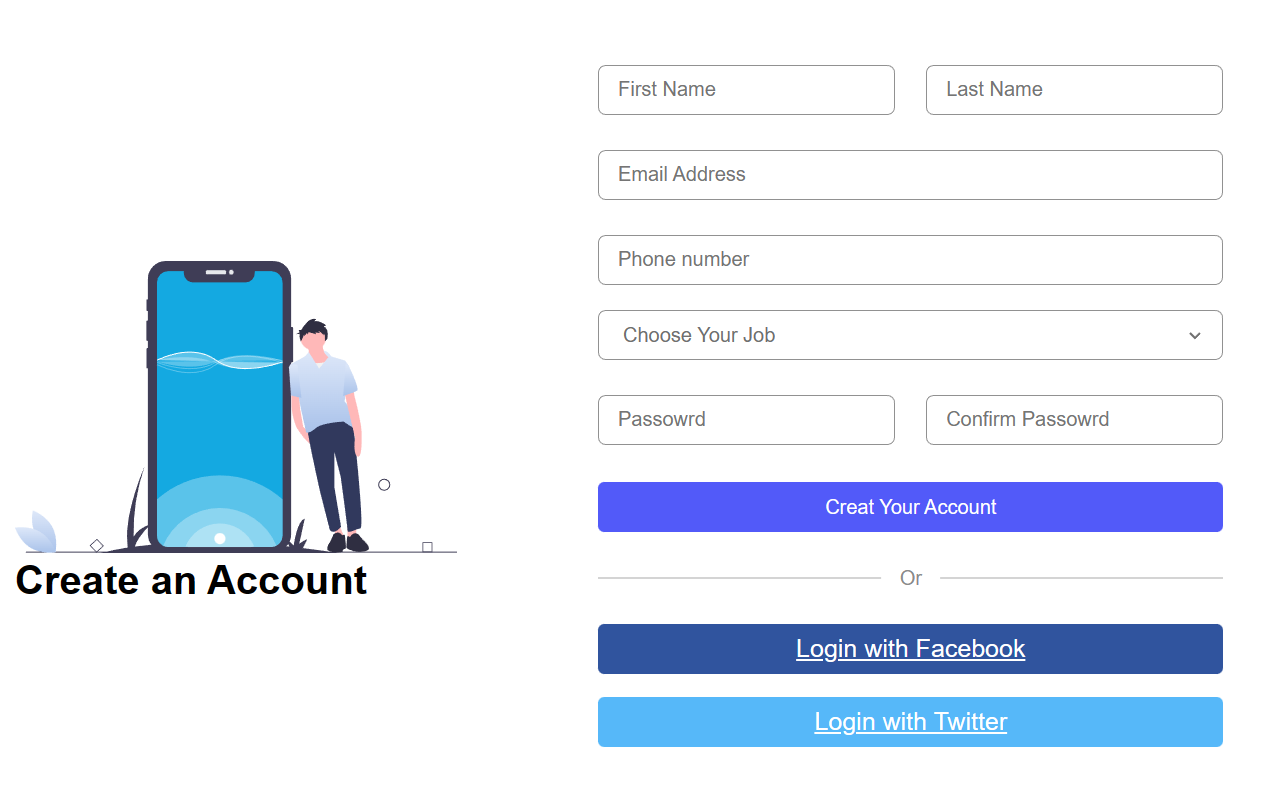 First Name
Last Name
Email Address
Phone number
Choose Your Job
Passowrd
Confirm Passowrd
Creat Your Account
Or
Login with Facebook
Login with Twitter
Create an Account